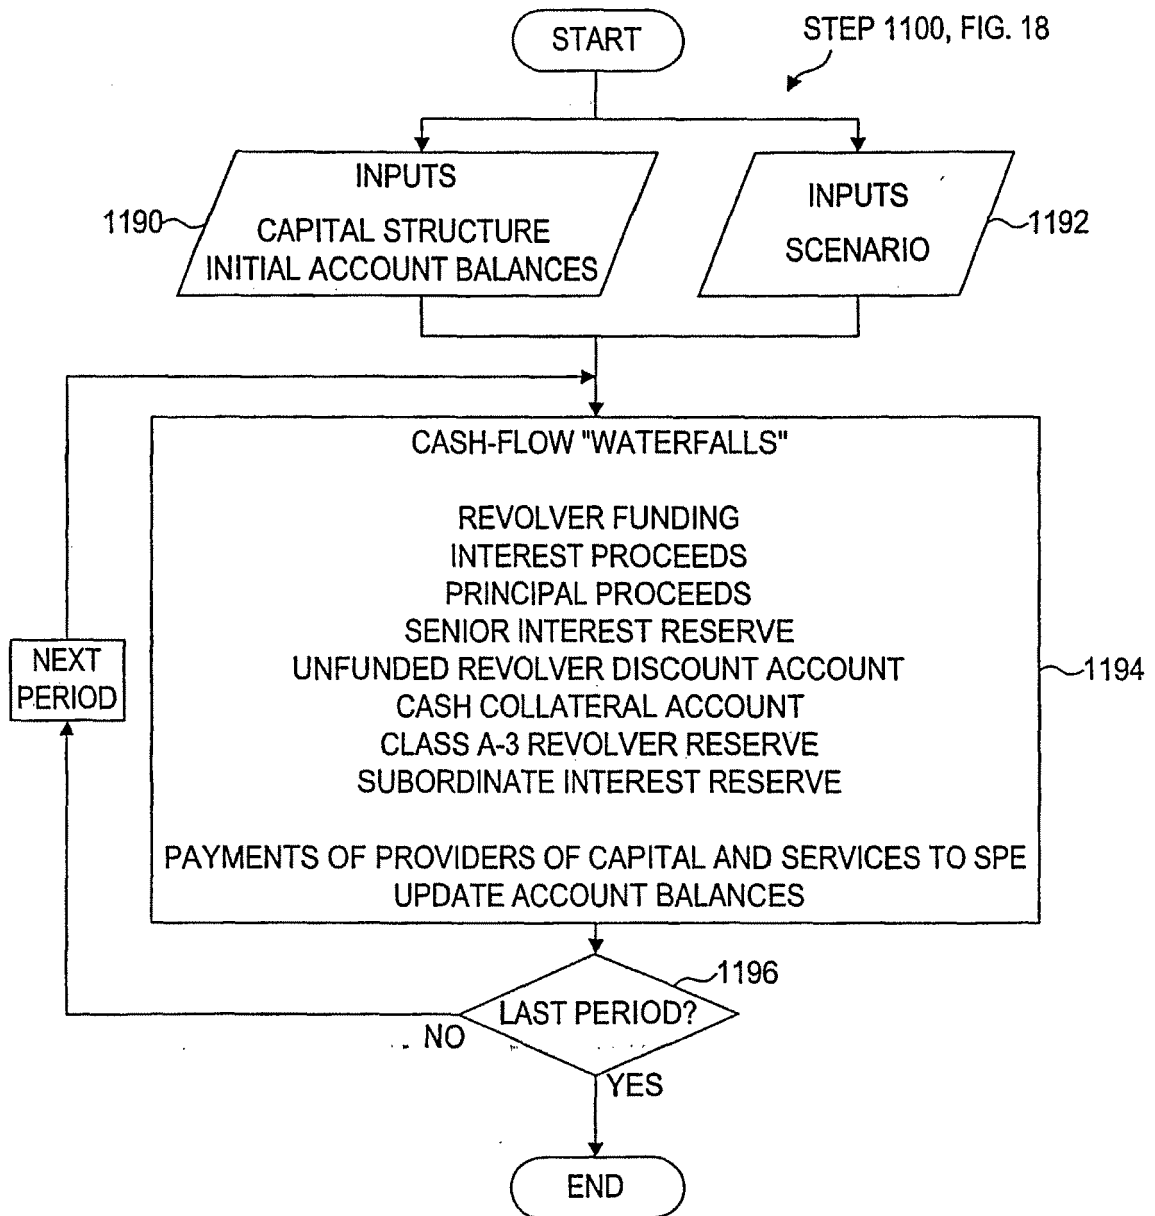 START
STEP 1100, FIG. 18
INPUTS
CAPITAL STRUCTURE
INITIAL ACCOUNT BALANCES
1190
INPUTS
SCENARIO
1192
CASH-FLOW "WATERFALLS"
REVOLVER FUNDING
INTEREST PROCEEDS
PRINCIPAL PROCEEDS
SENIOR INTEREST RESERVE
UNFUNDED REVOLVER DISCOUNT ACCOUNT
CASH COLLATERAL ACCOUNT
CLASS A-3 REVOLVER RESERVE
SUBORDINATE INTEREST RESERVE
PAYMENTS OF PROVIDERS OF CAPITAL AND SERVICES TO SPE
UPDATE ACCOUNT BALANCES
1194
NEXT
PERIOD
1196
LAST PERIOD?
NO
YES
END